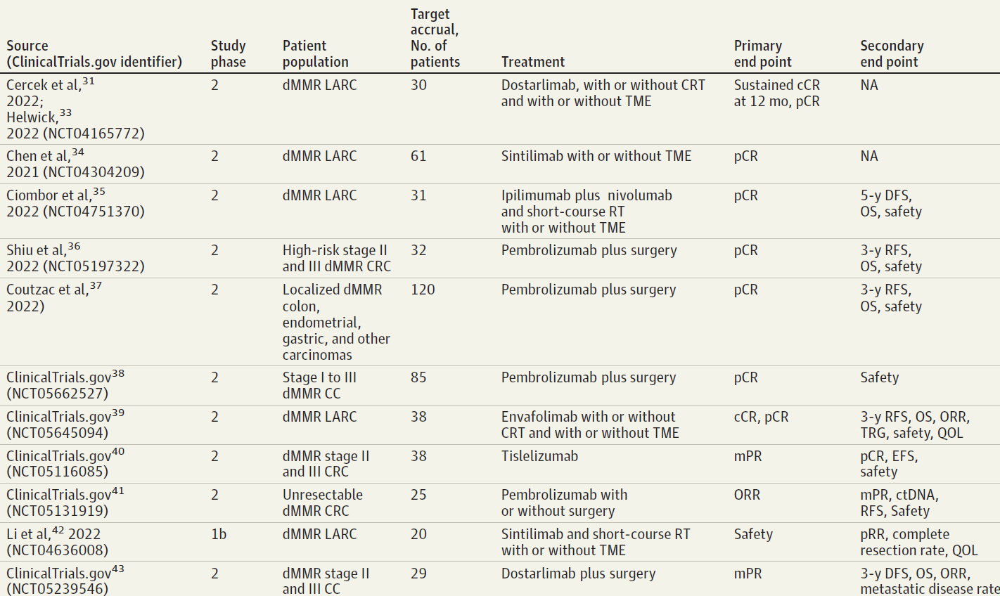 Source (ClinicalTrials.gov identifier) Study phase Patient population Target accrual, No. of patients Treatment Primary end point Secondary end point
Cercek et al,31 2022; Helwick,33 2022 (NCT04165772) 2 dMMR LARC 30 Dostarlimab, with or without CRT and with or without TME Sustained cCR at 12 mo, pCR NA
Chen et al,34 2021 (NCT04304209) 2 dMMR LARC 61 Sintilimab with or without TME pCR NA
Ciombor et al,35 2022 (NCT04751370) 2 dMMR LARC 31 Ipilimumab plus nivolumab and short-course RT with or without TME pCR 5-y DFS, OS, safety
Shiu et al,36 2022 (NCT05197322) 2 High-risk stage II and III dMMR CRC 32 Pembrolizumab plus surgery pCR 3-y RFS, OS, safety
Coutzac et al,37 2022) 2 Localized dMMR colon, endometrial, gastric, and other carcinomas 120 Pembrolizumab plus surgery pCR 3-y RFS, OS, safety
ClinicalTrials.gov38 (NCT05662527) 2 Stage I to III dMMR CC 85 Pembrolizumab plus surgery pCR Safety
ClinicalTrials.gov39 (NCT05645094) 2 dMMR LARC 38 Envafolimab with or without CRT and with or without TME cCR, pCR 3-y RFS, OS, ORR, TRG, safety, QOL
ClinicalTrials.gov40 (NCT05116085) 2 dMMR stage II and III CRC 38 Tislelizumab mPR pCR, EFS, safety
ClinicalTrials.gov41 (NCT05131919) 2 Unresectable dMMR CRC 25 Pembrolizumab with or without surgery ORR mPR, ctDNA, RFS, Safety
Li et al,42 2022 (NCT04636008) 1b dMMR LARC 20 Sintilimab and short-course RT with or without TME Safety pRR, complete resection rate, QOL
ClinicalTrials.gov43 (NCT05239546) 2 dMMR stage II and III CC 29 Dostarlimab plus surgery mPR 3-y DFS, OS, ORR, metastatic disease rate